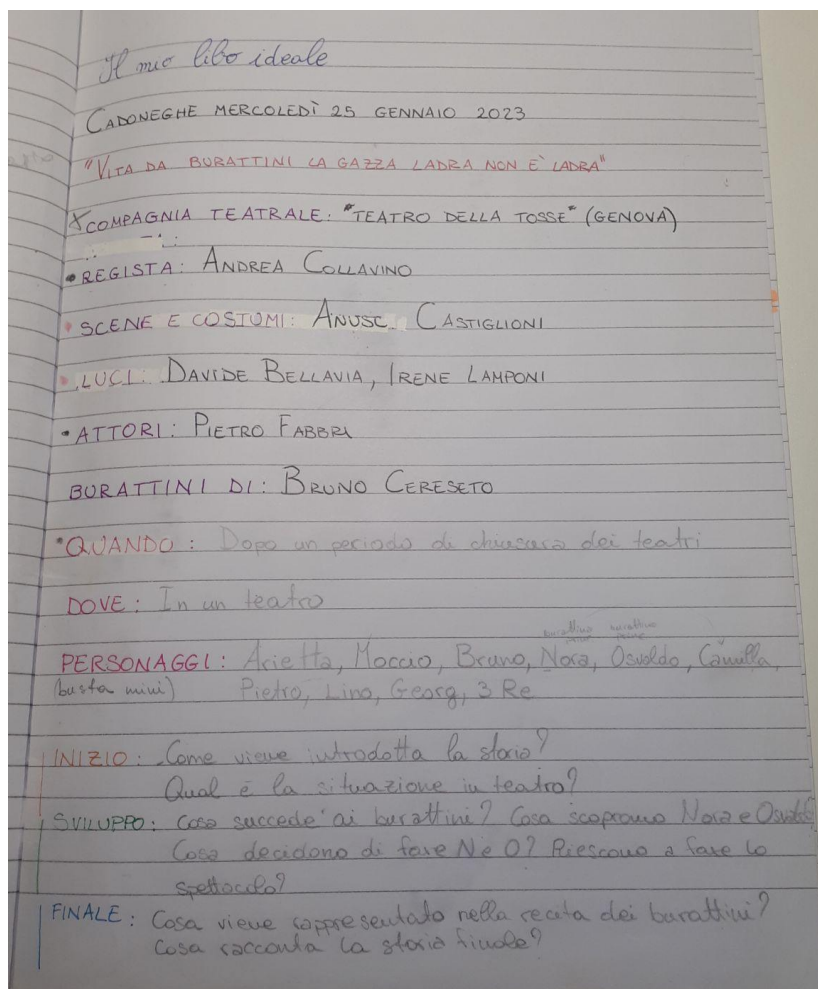 Il mio libo ideale
CADONEGHE MERCOLEDÌ 25 GENNAIO 2023
"VITA DA BURATTINI LA GAZZA LADRA NON È LADRA"
COMPAGNIA TEATRALE: "TEATRO DELLA TOSSE" (GENOVA)
• REGISTA: ANDREA COLLAVINO
• SCENE E COSTUMI: ANUSC CASTIGLIONI
• LUCI: DAVIDE BELLAVIA, IRENE LAMPONI
• ATTORI: PIETRO FABBRI
BURATTINI DI: BRUNO CERESETO
• QUANDO: Dopo un periodo di chiusura dei teatri
DOVE: In un teatro
burattino burattino
PERSONAGGI: Arietta, Moccio, Bruno, Nora, Osvaldo, Camilla,
(busta mini) Pietro, Lino, Georg, 3 Re
INIZIO: Come viene introdotta la storia?
Qual è la situazione in teatro?
SVILUPPO: Cosa succede ai burattini? Cosa scoprono Nora e Osvaldo
Cosa decidono di fare N e O? Riescono a fare lo
spettacolo?
FINALE: Cosa viene rappresentato nella recita dei burattini?
Cosa racconta la storia finale?